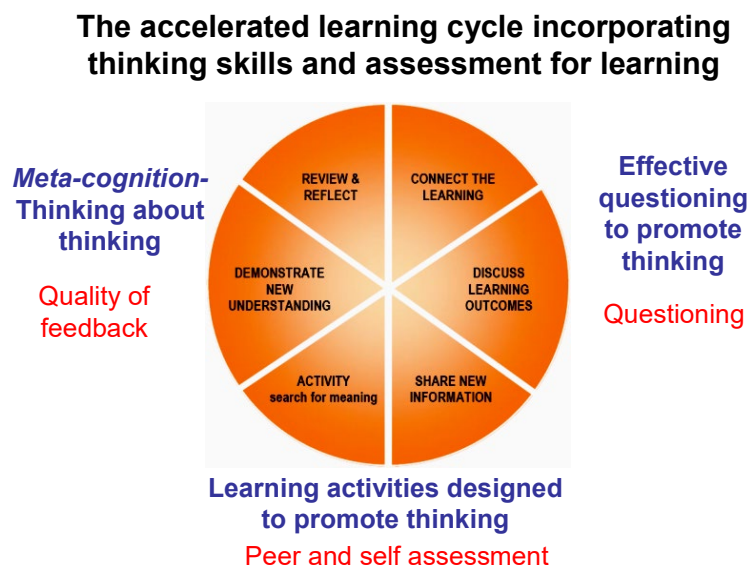 The accelerated learning cycle incorporating
thinking skills and assessment for learning
REVIEW &
REFLECT
CONNECT THE
LEARNING
Meta-cognition-
Thinking about
thinking
Effective
questioning
to promote
thinking
DEMONSTRATE
NEW
UNDERSTANDING
DISCUSS
LEARNING
OUTCOMES
Quality of
feedback
Questioning
ACTIVITY
search for meaning
SHARE NEW
INFORMATION
Learning activities designed
to promote thinking
Peer and self assessment